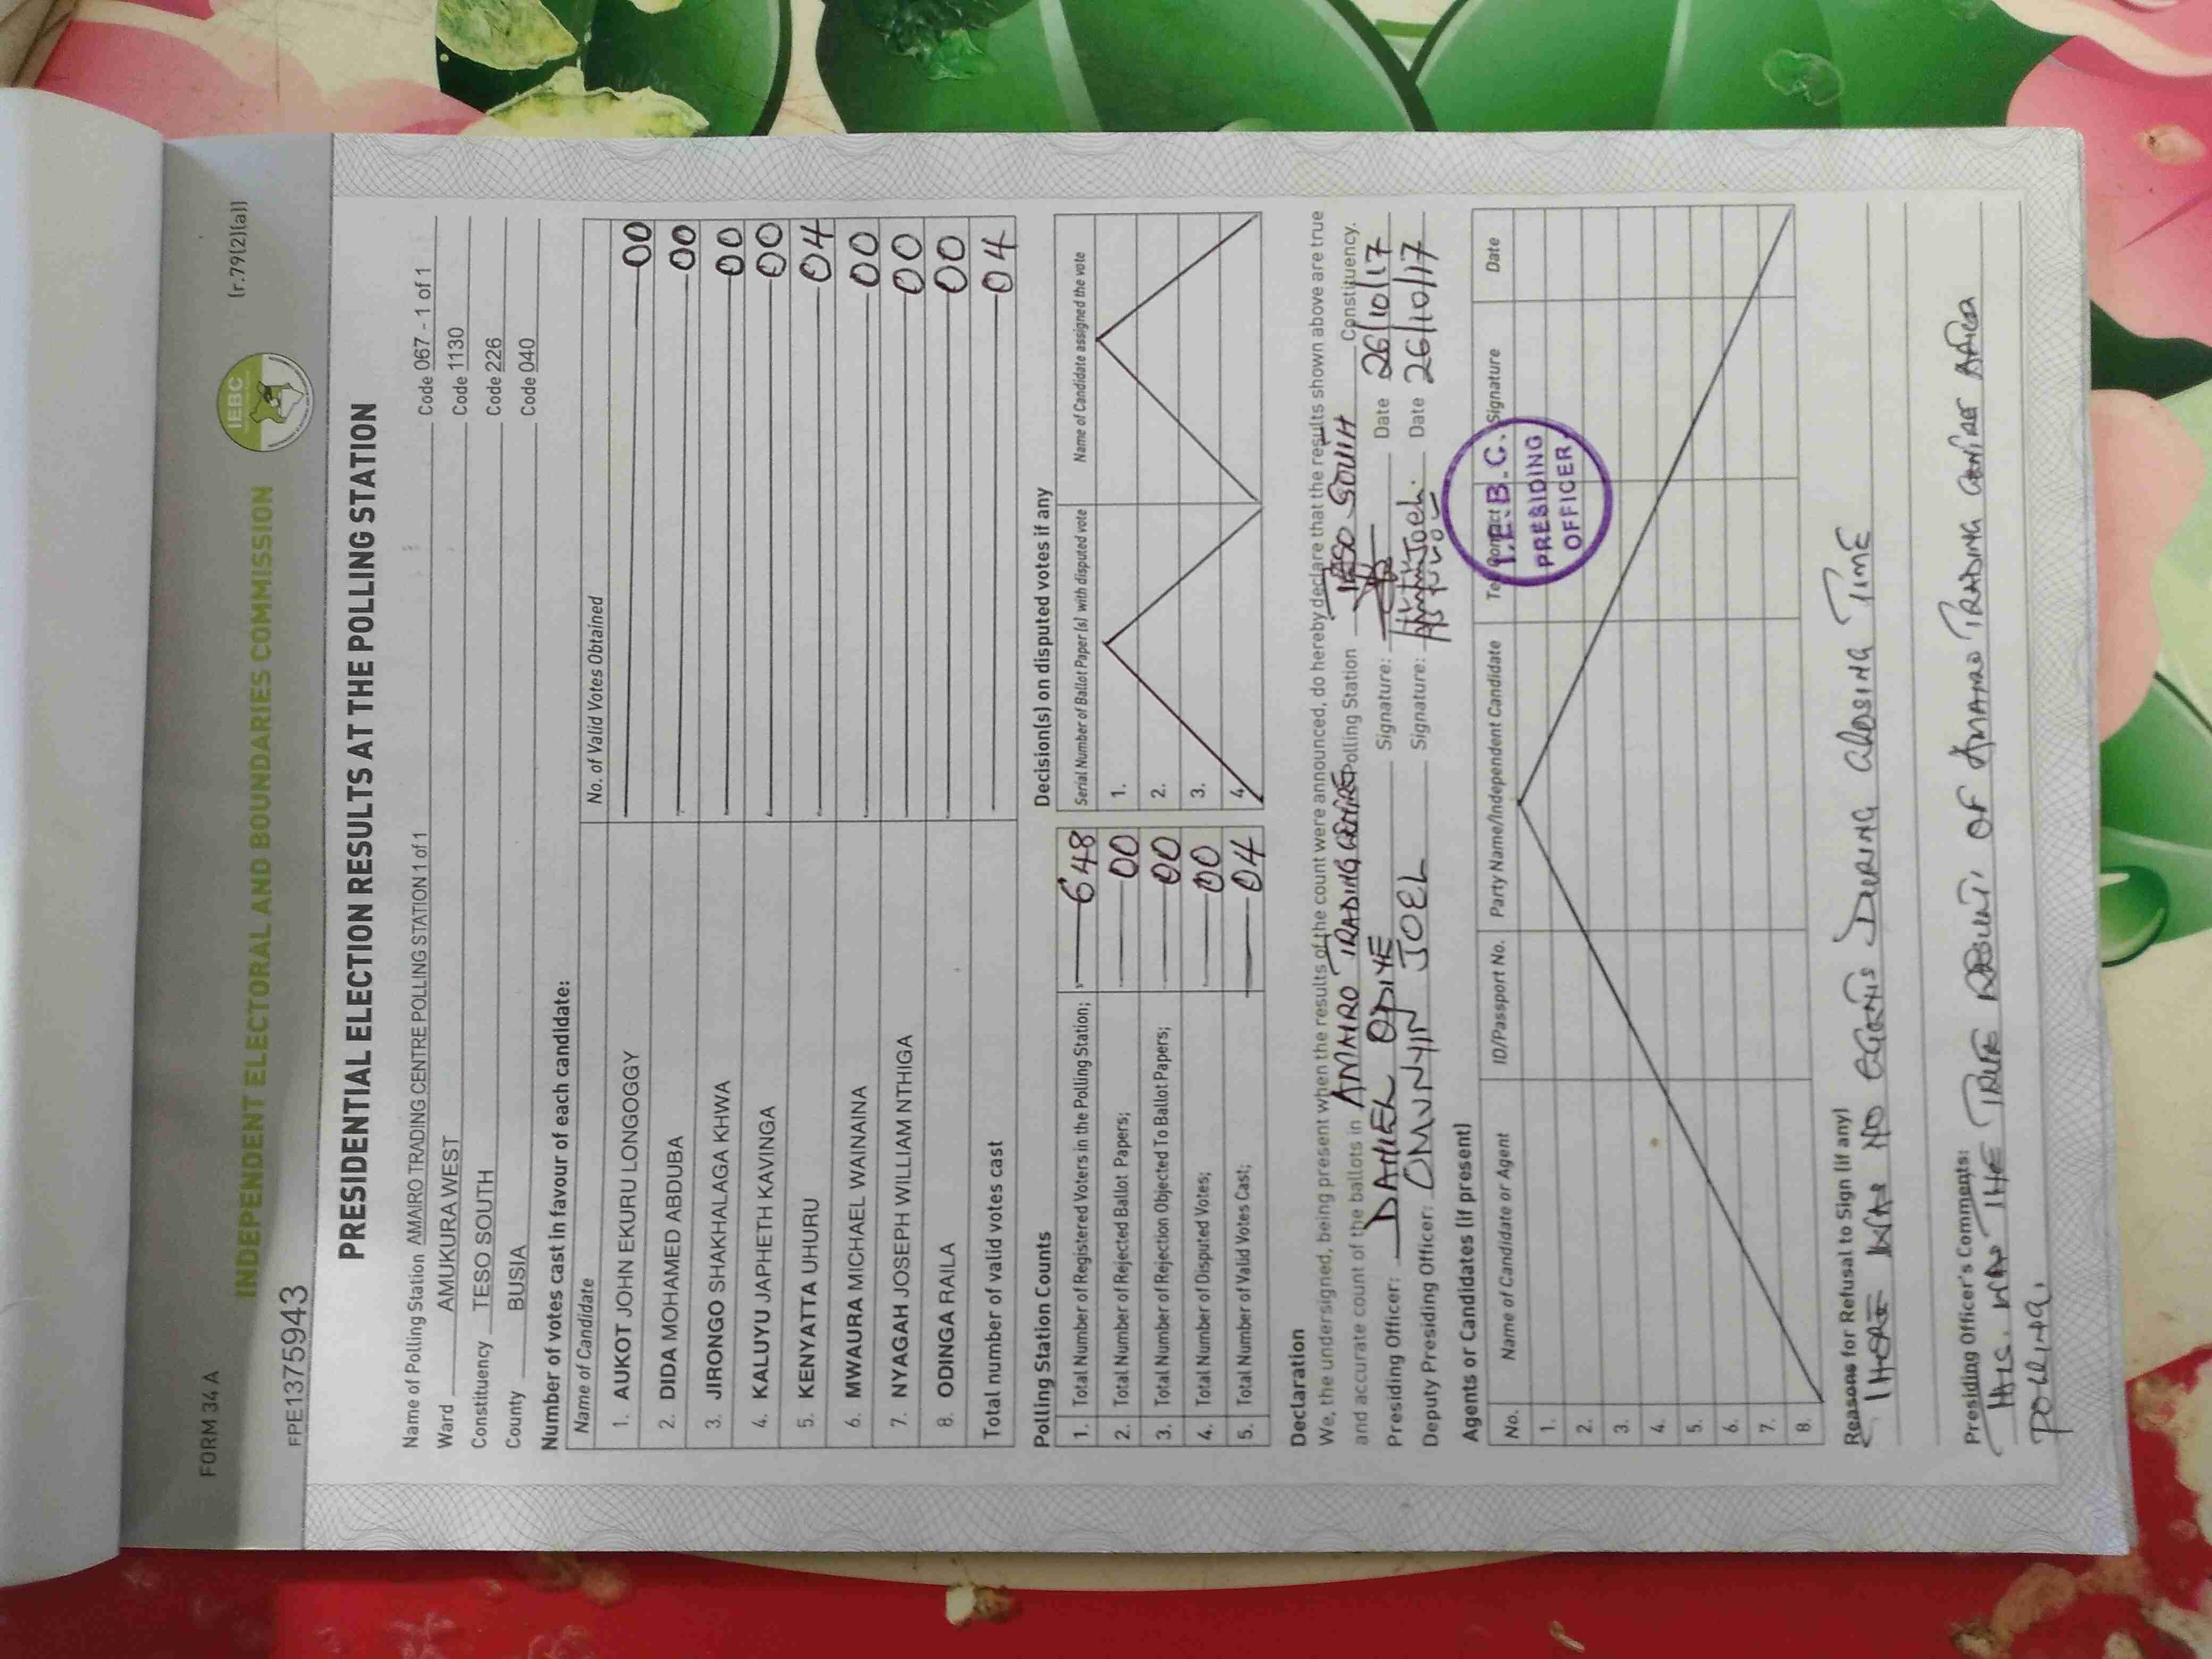 FORM 34 A
(r.79(2)(a))
IEBC
INDEPENDENT ELECTORAL AND BOUNDARIES COMMISSION
FPE1375943
PRESIDENTIAL ELECTION RESULTS AT THE POLLING STATION
Name of Polling Station AMAIRO TRADING CENTRE POLLING STATION 1 of 1 Code 067 - 1 of 1
Ward AMUKURA WEST Code 1130
Constituency TESO SOUTH Code 226
County BUSIA Code 040
Number of votes cast in favour of each candidate:
Name of Candidate No. of Valid Votes Obtained
1. AUKOT JOHN EKURU LONGOGGY 00
2. DIDA MOHAMED ABDUBA 00
3. JIRONGO SHAKHALAGA KHWA 00
4. KALUYU JAPHETH KAVINGA 00
5. KENYATTA UHURU 04
6. MWAURA MICHAEL WAINAINA 00
7. NYAGAH JOSEPH WILLIAM NTHIGA 00
8. ODINGA RAILA 00
Total number of valid votes cast 04
Polling Station Counts
1. Total Number of Registered Voters in the Polling Station; 648
2. Total Number of Rejected Ballot Papers; 00
3. Total Number of Rejection Objected To Ballot Papers; 00
4. Total Number of Disputed Votes; 00
5. Total Number of Valid Votes Cast; 04
Decision(s) on disputed votes if any
Serial Number of Ballot Paper (s) with disputed vote Name of Candidate assigned the vote
1.
2.
3.
4.
Declaration
We, the undersigned, being present when the results of the count were announced, do hereby declare that the results shown above are true
and accurate count of the ballots in AMAIRO TRADING CENTRE Polling Station TESO SOUTH Constituency.
Presiding Officer: DANIEL ODIYE Signature: Date 26/10/17
Deputy Presiding Officer: OMUNYIN JOEL Signature: Joel. Date 26/10/17
Agents or Candidates (if present)
No. Name of Candidate or Agent ID/Passport No. Party Name/Independent Candidate Tel Contact Signature Date
1.
2.
3.
4.
5.
6.
7.
8.
I.E.B.C.
PRESIDING
OFFICER
Reasons for Refusal to Sign (if any)
THERE WAS NO EGENTS DURING CLOSING TIME
Presiding Officer's Comments:
THIS. WAS THE TRUE RESULT. OF AMAIRO TRADING CENTRE AFTER
POLLING.